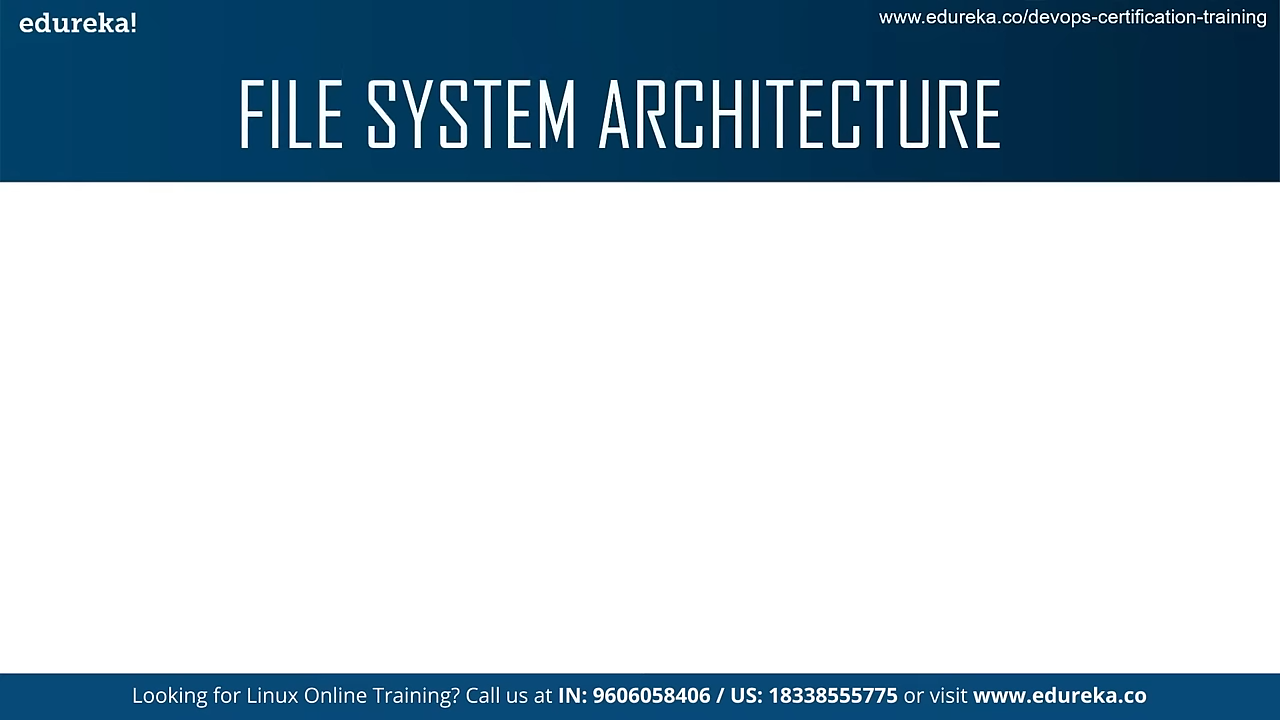 edureka!
www.edureka.co/devops-certification-training
FILE SYSTEM ARCHITECTURE
Looking for Linux Online Training? Call us at IN: 9606058406 / US: 18338555775 or visit www.edureka.co